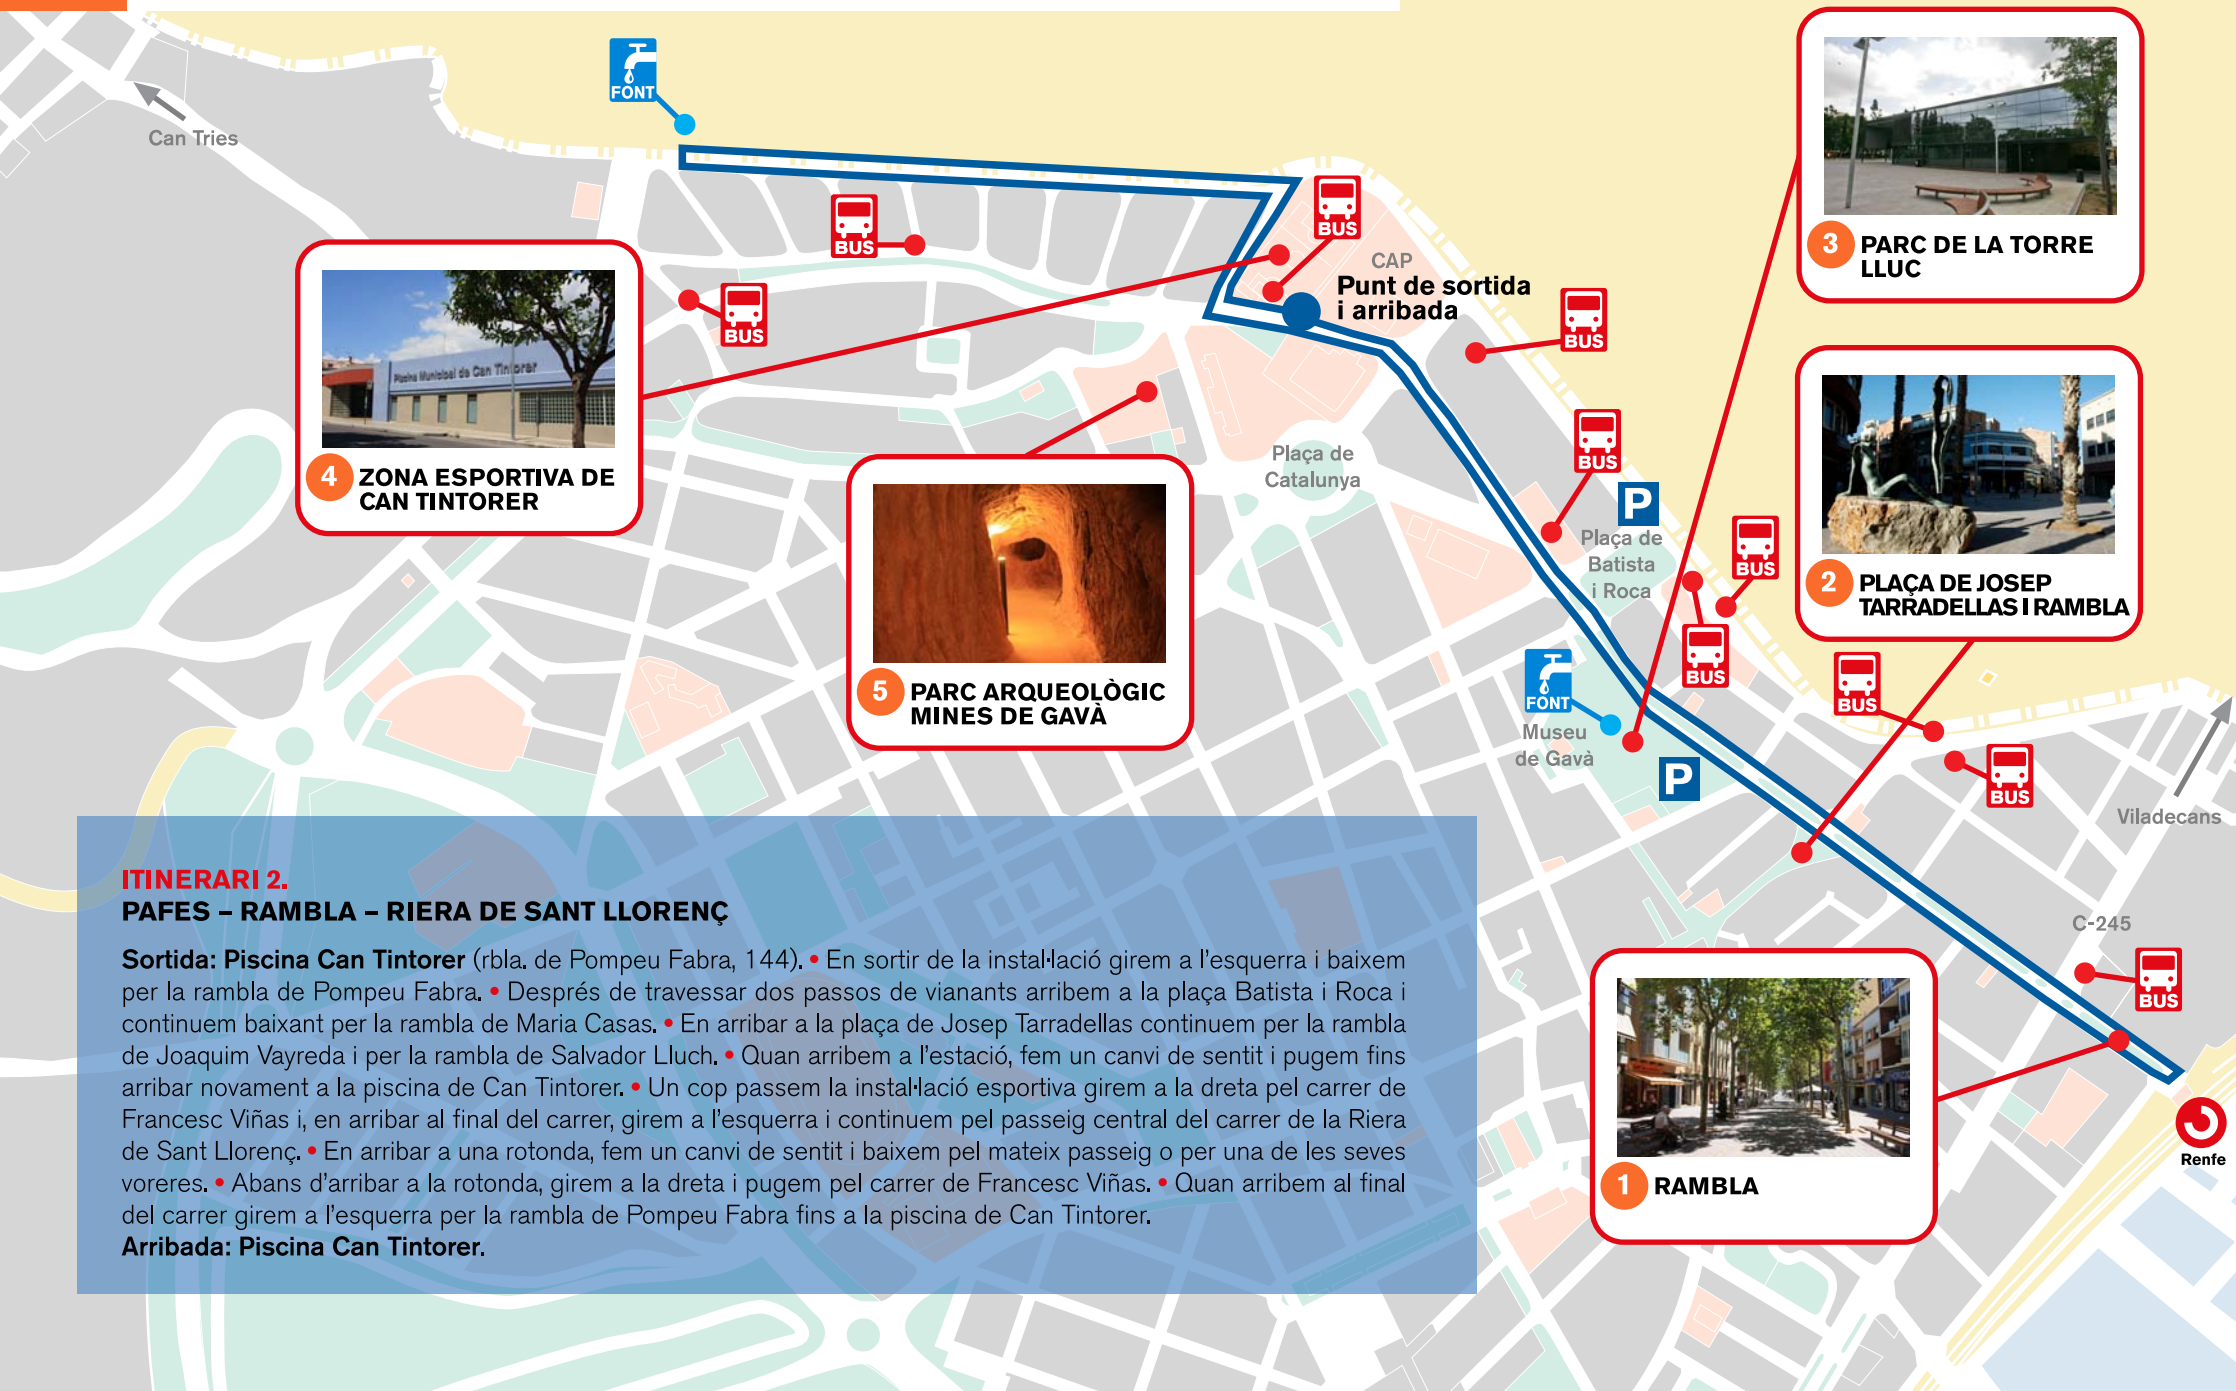 FONT
Can Tries
BUS
BUS
BUS
CAP
Punt de sortida
i arribada
BUS
3 PARC DE LA TORRE
LLUC
Piscina Municipal de Can Tintorer
4 ZONA ESPORTIVA DE
CAN TINTORER
Plaça de
Catalunya
BUS
P
Plaça de
Batista
i Roca
BUS
BUS
2 PLAÇA DE JOSEP
TARRADELLAS I RAMBLA
5 PARC ARQUEOLÒGIC
MINES DE GAVÀ
FONT
Museu
de Gavà
P
BUS
BUS
Viladecans
C-245
BUS
1 RAMBLA
Renfe
ITINERARI 2.
PAFES – RAMBLA – RIERA DE SANT LLORENÇ
Sortida: Piscina Can Tintorer (rbla. de Pompeu Fabra, 144). • En sortir de la instal·lació girem a l'esquerra i baixem
per la rambla de Pompeu Fabra. • Després de travessar dos passos de vianants arribem a la plaça Batista i Roca i
continuem baixant per la rambla de Maria Casas. • En arribar a la plaça de Josep Tarradellas continuem per la rambla
de Joaquim Vayreda i per la rambla de Salvador Lluch. • Quan arribem a l'estació, fem un canvi de sentit i pugem fins
arribar novament a la piscina de Can Tintorer. • Un cop passem la instal·lació esportiva girem a la dreta pel carrer de
Francesc Viñas i, en arribar al final del carrer, girem a l'esquerra i continuem pel passeig central del carrer de la Riera
de Sant Llorenç. • En arribar a una rotonda, fem un canvi de sentit i baixem pel mateix passeig o per una de les seves
voreres. • Abans d'arribar a la rotonda, girem a la dreta i pugem pel carrer de Francesc Viñas. • Quan arribem al final
del carrer girem a l'esquerra per la rambla de Pompeu Fabra fins a la piscina de Can Tintorer.
Arribada: Piscina Can Tintorer.